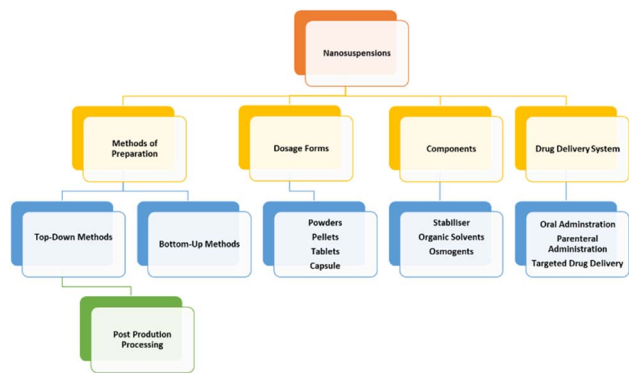 Nanosuspensions
Methods of
Preparation
Dosage Forms
Components
Drug Delivery System
Top-Down Methods
Bottom-Up Methods
Powders
Pellets
Tablets
Capsule
Stabiliser
Organic Solvents
Osmogents
Oral Adminstration
Parenteral
Administration
Targeted Drug Delivery
Post Prodution
Processing